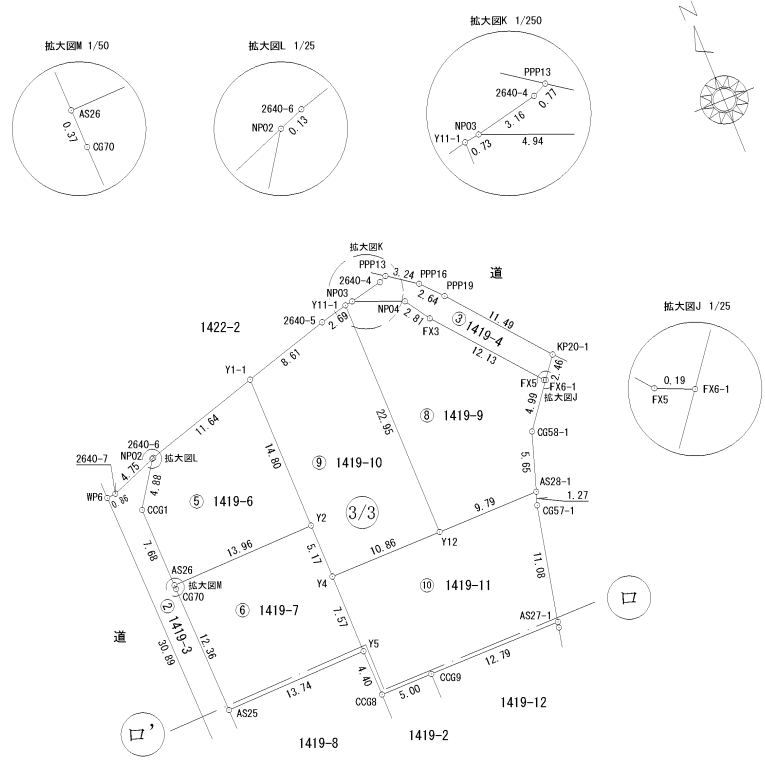 拡大図M 1/50
AS26
0.37
CG70
拡大図L 1/25
2640-6
NP02
0.13
拡大図K 1/250
PPP13
2640-4
0.77
3.16
NP03
Y11-1
0.73
4.94
N
拡大図K
PPP13
3.24
PPP16
道
2640-4
2.64
PPP19
NP03
Y11-1
NP04
11.49
③ 1419-4
2640-5
2.69
2.81
FX3
1422-2
12.13
KP20-1
2.46
8.61
Y1-1
FX5
FX6-1
拡大図J
4.99
拡大図J 1/25
0.19
FX5
FX6-1
22.95
⑧ 1419-9
11.64
CG58-1
14.80
2640-6
NP02
拡大図L
2640-7
4.75
⑨ 1419-10
5.65
WP6
0.86
4.88
⑤ 1419-6
AS28-1
9.79
1.27
CCG1
3/3
CG57-1
7.68
Y2
Y12
13.96
5.17
10.86
11.08
AS26
拡大図M
CG70
Y4
⑩ 1419-11
② 1419-3
⑥ 1419-7
7.57
AS27-1
ロ
道
30.89
12.36
Y5
12.79
4.40
CCG9
13.74
5.00
CCG8
AS25
1419-12
ロ'
1419-2
1419-8